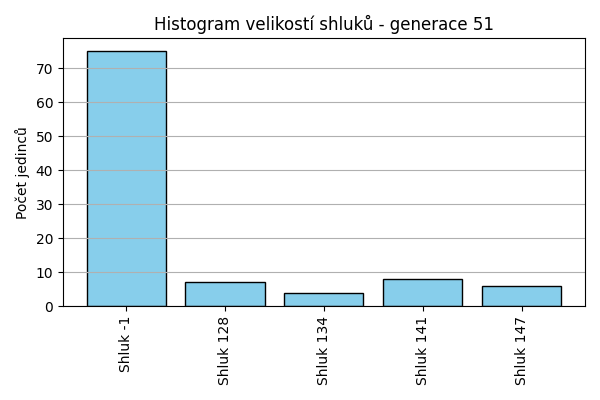 Histogram velikostí shluků - generace 51
Počet jedinců
70
60
50
40
30
20
10
0
Shluk -1
Shluk 128
Shluk 134
Shluk 141
Shluk 147